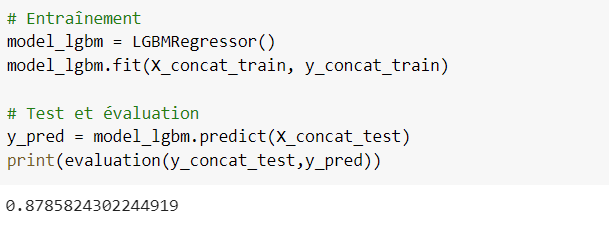 # Entraînement
model_lgbm = LGBMRegressor()
model_lgbm.fit(X_concat_train, y_concat_train)
# Test et évaluation
y_pred = model_lgbm.predict(X_concat_test)
print(evaluation(y_concat_test,y_pred))
0.8785824302244919